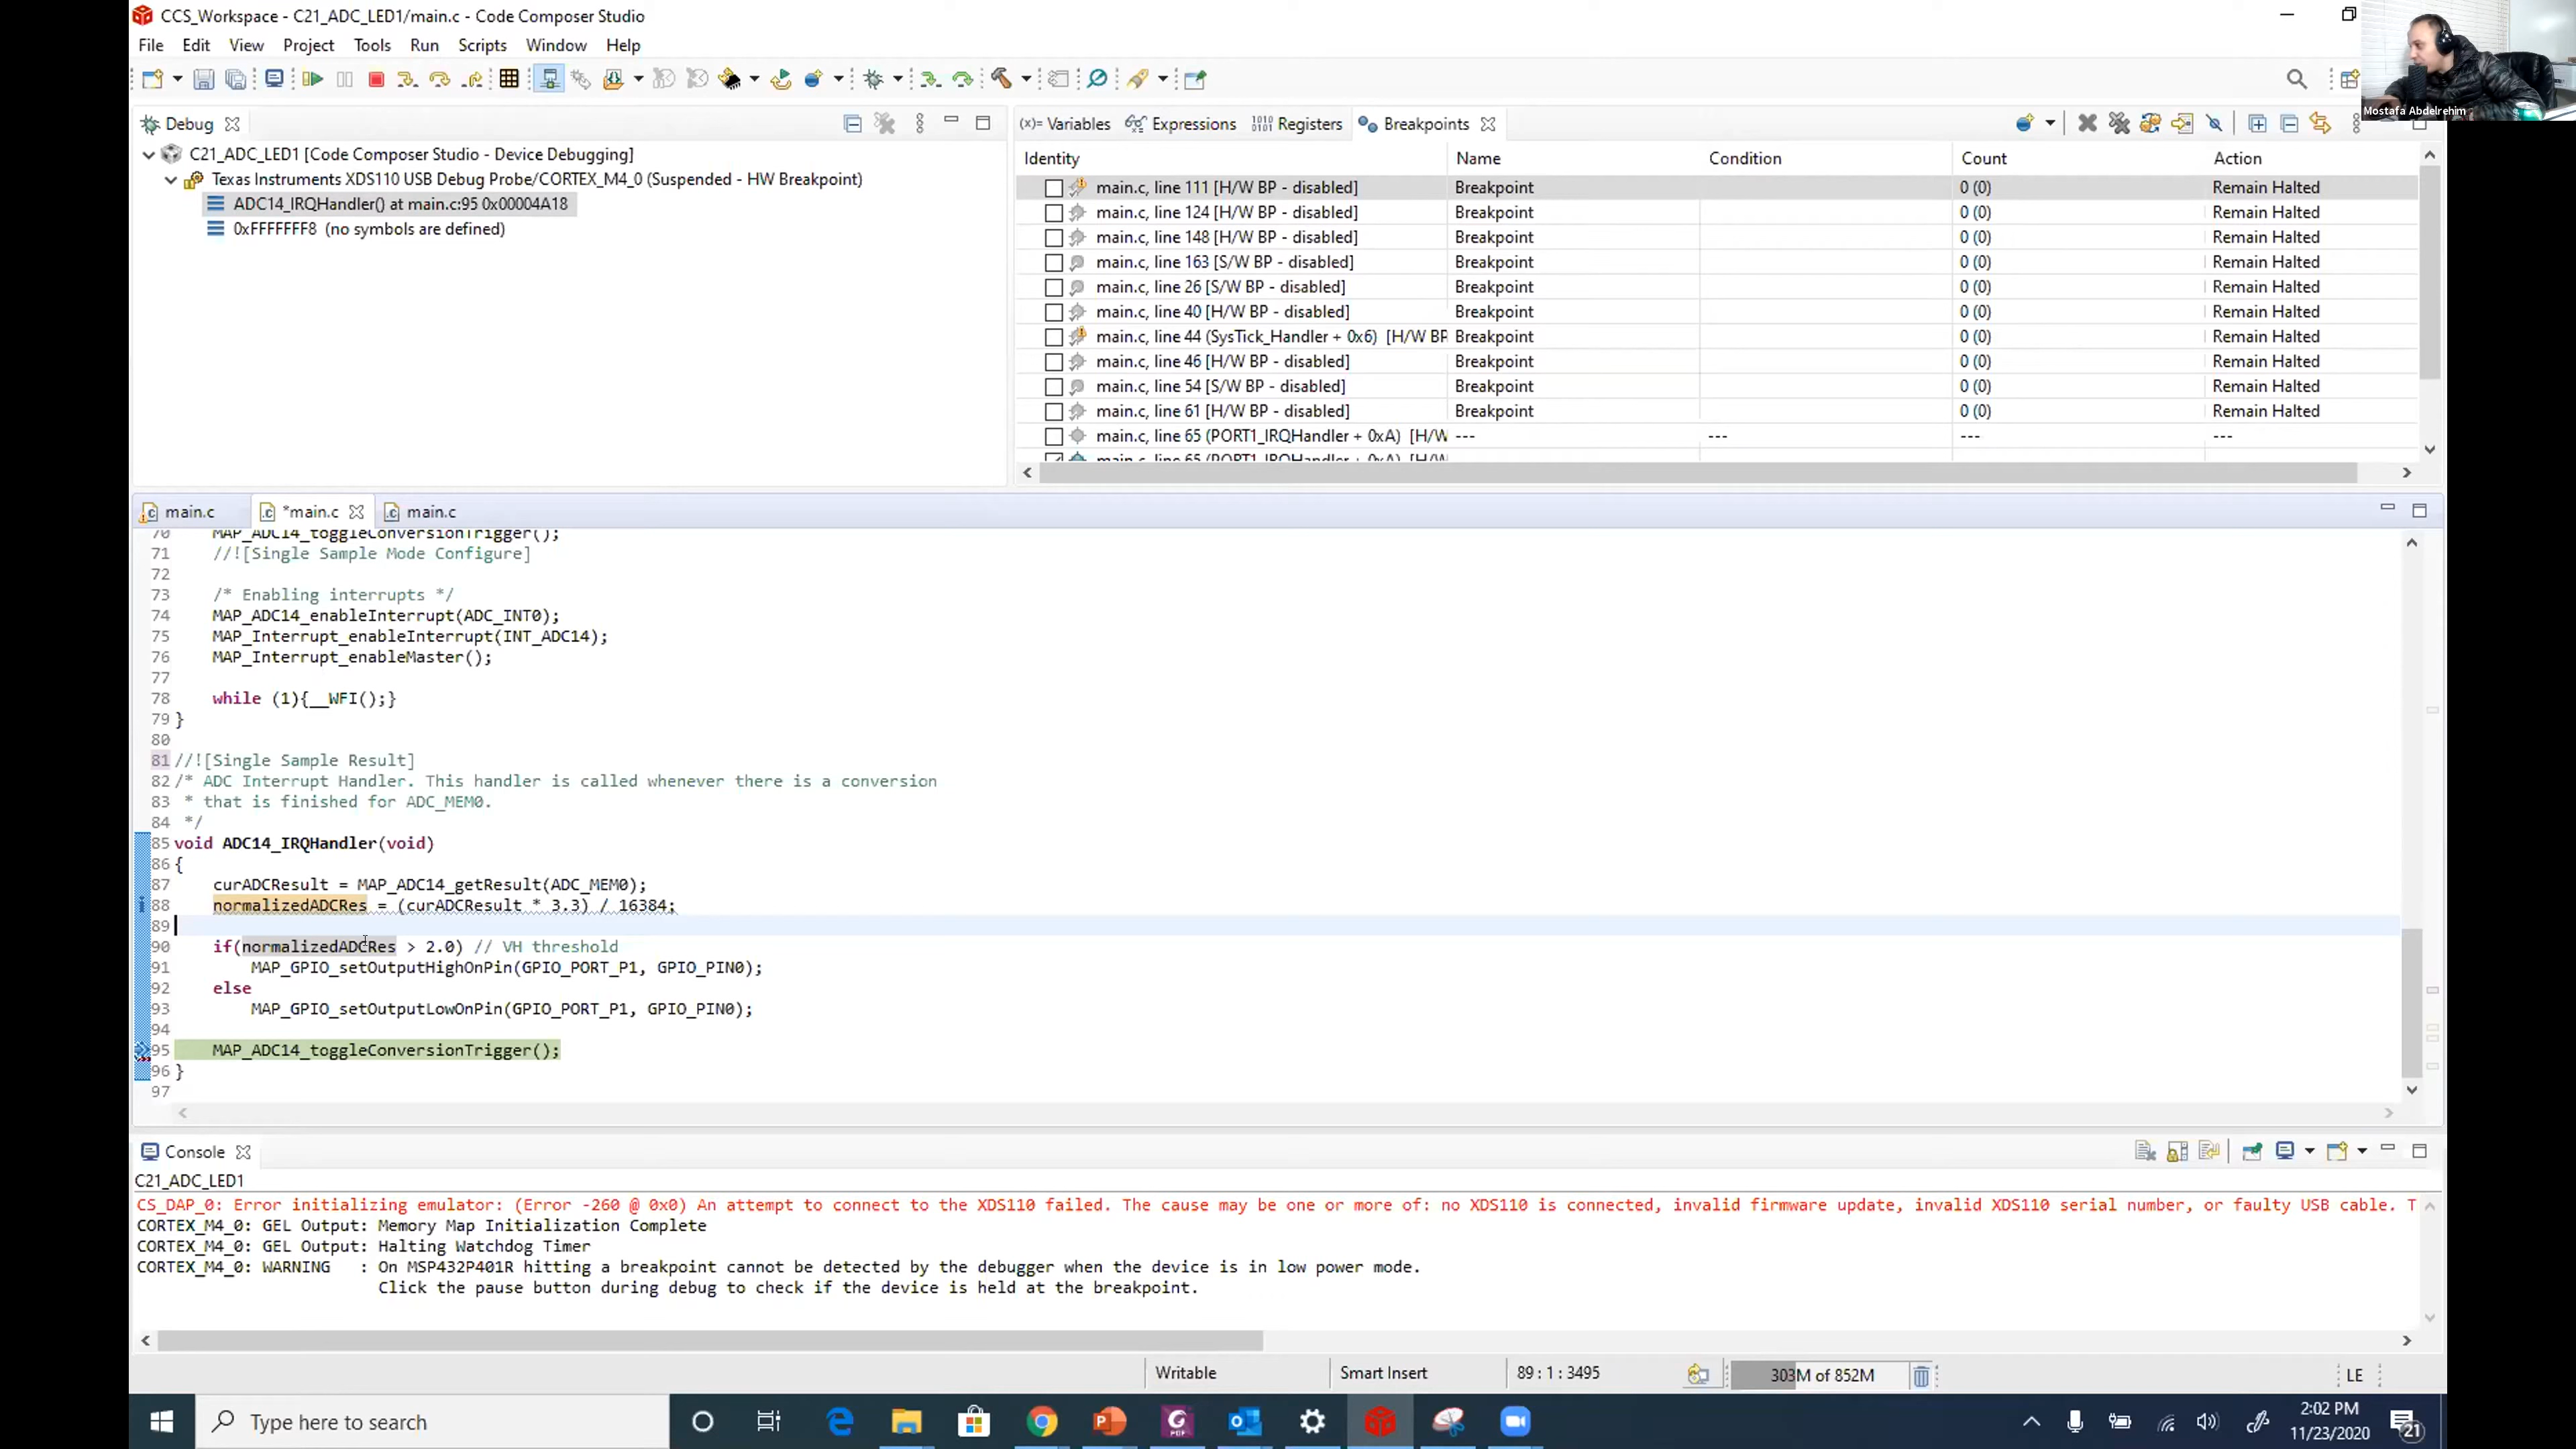 CCS_Workspace - C21_ADC_LED1/main.c - Code Composer Studio
File Edit View Project Tools Run Scripts Window Help
Mostafa Abdelrehim
Debug
C21_ADC_LED1 [Code Composer Studio - Device Debugging]
Texas Instruments XDS110 USB Debug Probe/CORTEX_M4_0 (Suspended - HW Breakpoint)
ADC14_IRQHandler() at main.c:95 0x00004A18
0xFFFFFFF8 (no symbols are defined)
(x)= Variables Expressions Registers Breakpoints
Identity Name Condition Count Action
main.c, line 111 [H/W BP - disabled] Breakpoint 0 (0) Remain Halted
main.c, line 124 [H/W BP - disabled] Breakpoint 0 (0) Remain Halted
main.c, line 148 [H/W BP - disabled] Breakpoint 0 (0) Remain Halted
main.c, line 163 [S/W BP - disabled] Breakpoint 0 (0) Remain Halted
main.c, line 26 [S/W BP - disabled] Breakpoint 0 (0) Remain Halted
main.c, line 40 [H/W BP - disabled] Breakpoint 0 (0) Remain Halted
main.c, line 44 (SysTick_Handler + 0x6) [H/W BP Breakpoint 0 (0) Remain Halted
main.c, line 46 [H/W BP - disabled] Breakpoint 0 (0) Remain Halted
main.c, line 54 [S/W BP - disabled] Breakpoint 0 (0) Remain Halted
main.c, line 61 [H/W BP - disabled] Breakpoint 0 (0) Remain Halted
main.c, line 65 (PORT1_IRQHandler + 0xA) [H/W --- --- --- ---
main.c, line 65 (PORT1_IRQHandler + 0xA) [H/W
main.c *main.c main.c
70 MAP_ADC14_toggleConversionTrigger();
71 //![Single Sample Mode Configure]
72
73 /* Enabling interrupts */
74 MAP_ADC14_enableInterrupt(ADC_INT0);
75 MAP_Interrupt_enableInterrupt(INT_ADC14);
76 MAP_Interrupt_enableMaster();
77
78 while (1){__WFI();}
79 }
80
81 //![Single Sample Result]
82 /* ADC Interrupt Handler. This handler is called whenever there is a conversion
83 * that is finished for ADC_MEM0.
84 */
85 void ADC14_IRQHandler(void)
86 {
87 curADCResult = MAP_ADC14_getResult(ADC_MEM0);
88 normalizedADCRes = (curADCResult * 3.3) / 16384;
89
90 if(normalizedADCRes > 2.0) // VH threshold
91 MAP_GPIO_setOutputHighOnPin(GPIO_PORT_P1, GPIO_PIN0);
92 else
93 MAP_GPIO_setOutputLowOnPin(GPIO_PORT_P1, GPIO_PIN0);
94
95 MAP_ADC14_toggleConversionTrigger();
96 }
97
Console
C21_ADC_LED1
CS_DAP_0: Error initializing emulator: (Error -260 @ 0x0) An attempt to connect to the XDS110 failed. The cause may be one or more of: no XDS110 is connected, invalid firmware update, invalid XDS110 serial number, or faulty USB cable. T
CORTEX_M4_0: GEL Output: Memory Map Initialization Complete
CORTEX_M4_0: GEL Output: Halting Watchdog Timer
CORTEX_M4_0: WARNING : On MSP432P401R hitting a breakpoint cannot be detected by the debugger when the device is in low power mode.
Click the pause button during debug to check if the device is held at the breakpoint.
Writable Smart Insert 89 : 1 : 3495 303M of 852M LE
Type here to search
2:02 PM
11/23/2020
21